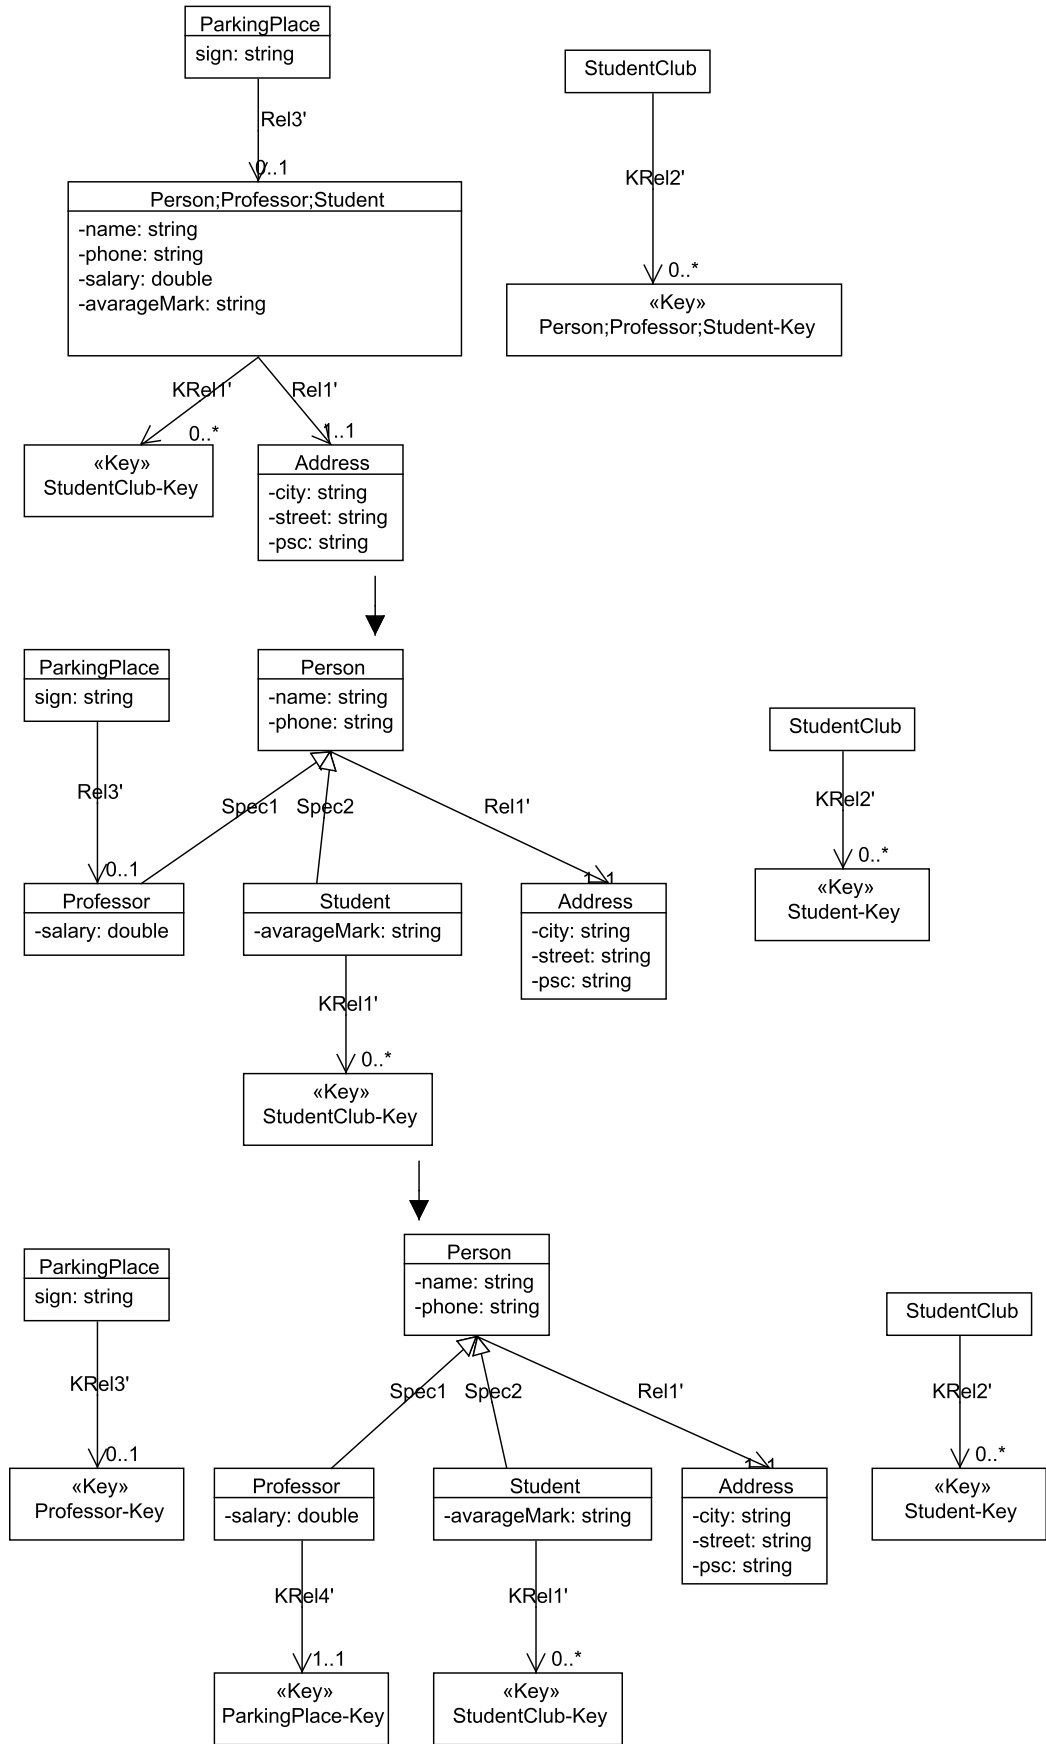 ParkingPlace
sign: string
StudentClub
Rel3'
0..1
KRel2'
Person;Professor;Student
-name: string
-phone: string
-salary: double
-avarageMark: string
0..*
«Key»
Person;Professor;Student-Key
KRel1'
Rel1'
0..*
1..1
«Key»
StudentClub-Key
Address
-city: string
-street: string
-psc: string
ParkingPlace
sign: string
Person
-name: string
-phone: string
StudentClub
Rel3'
Spec1
Spec2
Rel1'
KRel2'
0..1
1..1
0..*
Professor
-salary: double
Student
-avarageMark: string
Address
-city: string
-street: string
-psc: string
«Key»
Student-Key
KRel1'
0..*
«Key»
StudentClub-Key
ParkingPlace
sign: string
Person
-name: string
-phone: string
StudentClub
KRel3'
Spec1
Spec2
Rel1'
KRel2'
0..1
1..1
0..*
«Key»
Professor-Key
Professor
-salary: double
Student
-avarageMark: string
Address
-city: string
-street: string
-psc: string
«Key»
Student-Key
KRel4'
KRel1'
1..1
0..*
«Key»
ParkingPlace-Key
«Key»
StudentClub-Key